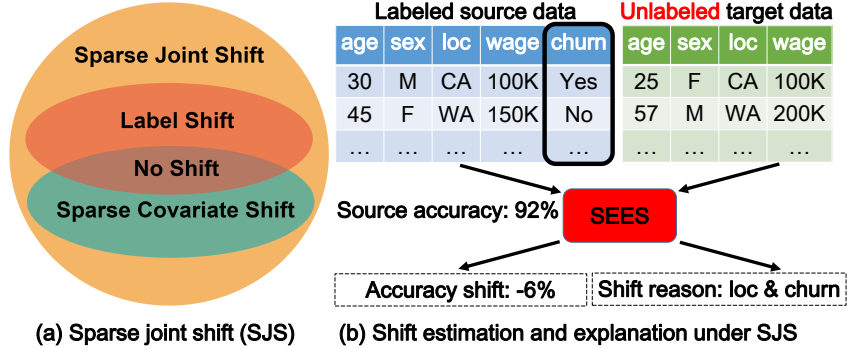 Sparse Joint Shift
Label Shift
No Shift
Sparse Covariate Shift
(a) Sparse joint shift (SJS)
Labeled source data
age sex loc wage churn
30 M CA 100K Yes
45 F WA 150K No
... ... ... ... ...
Unlabeled target data
age sex loc wage
25 F CA 100K
57 M WA 200K
... ... ... ...
Source accuracy: 92%
SEES
Accuracy shift: -6%
Shift reason: loc & churn
(b) Shift estimation and explanation under SJS